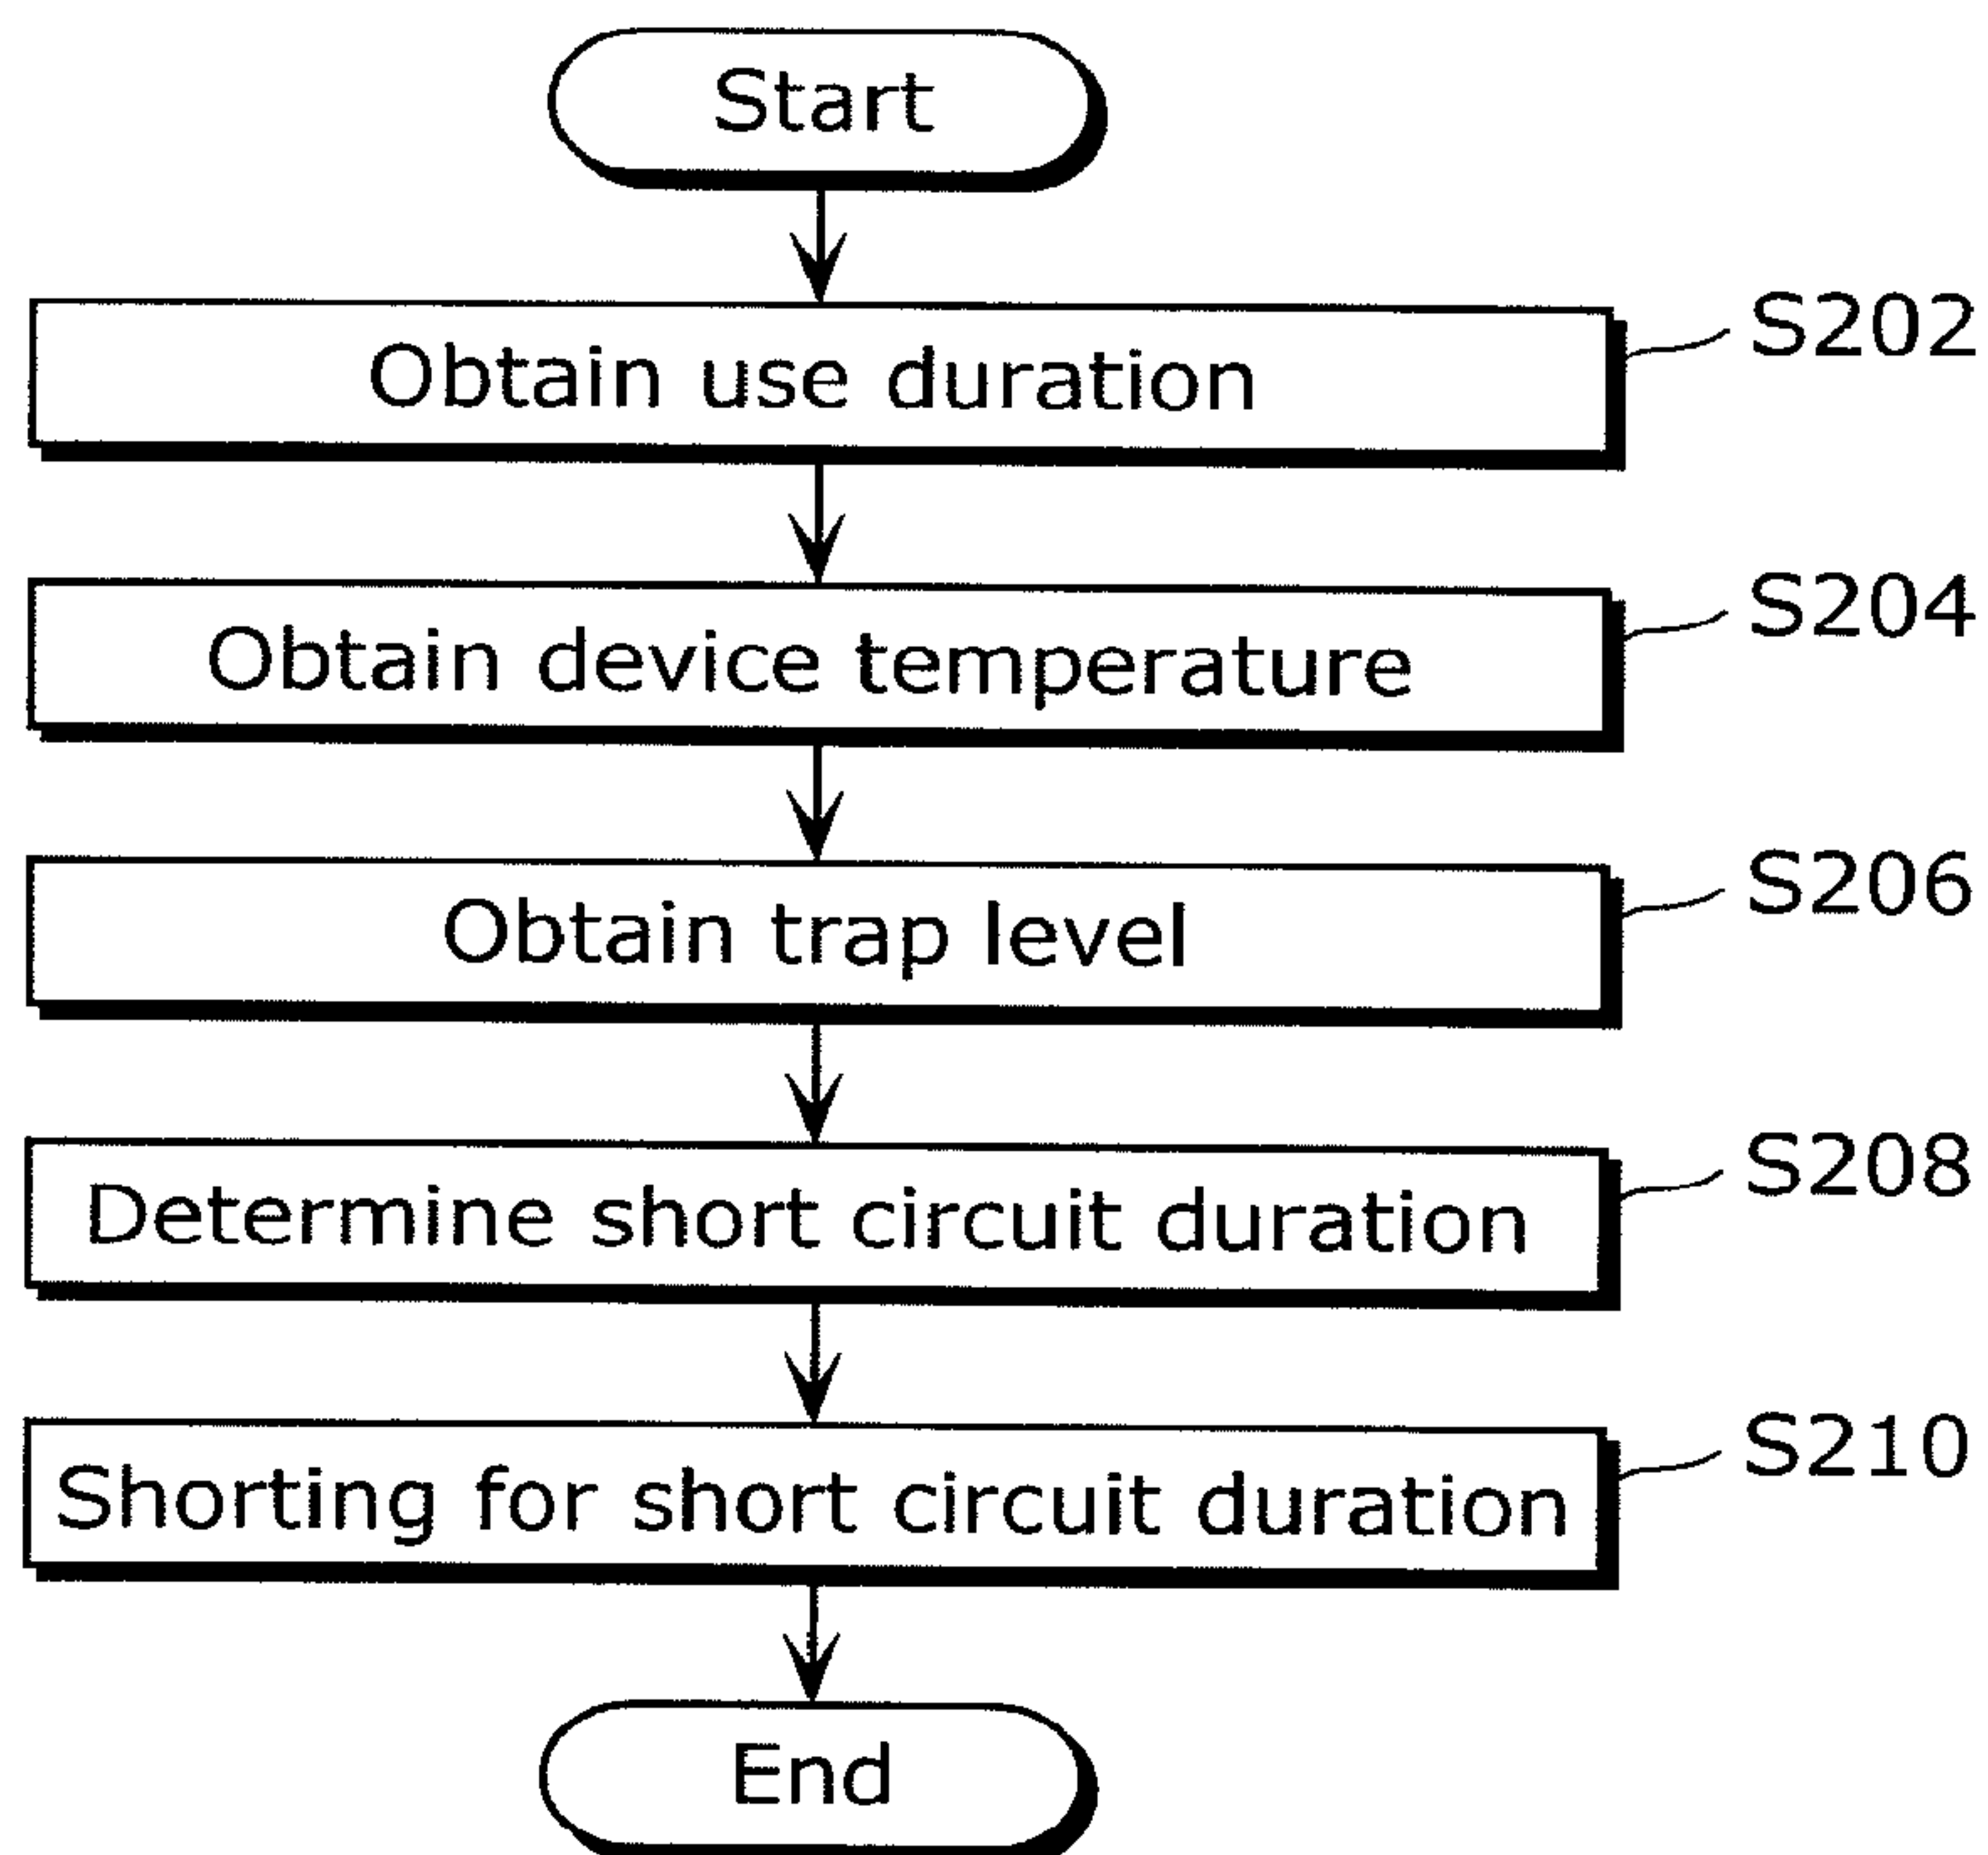 Start
Obtain use duration
S202
Obtain device temperature
S204
Obtain trap level
S206
Determine short circuit duration
S208
Shorting for short circuit duration
S210
End